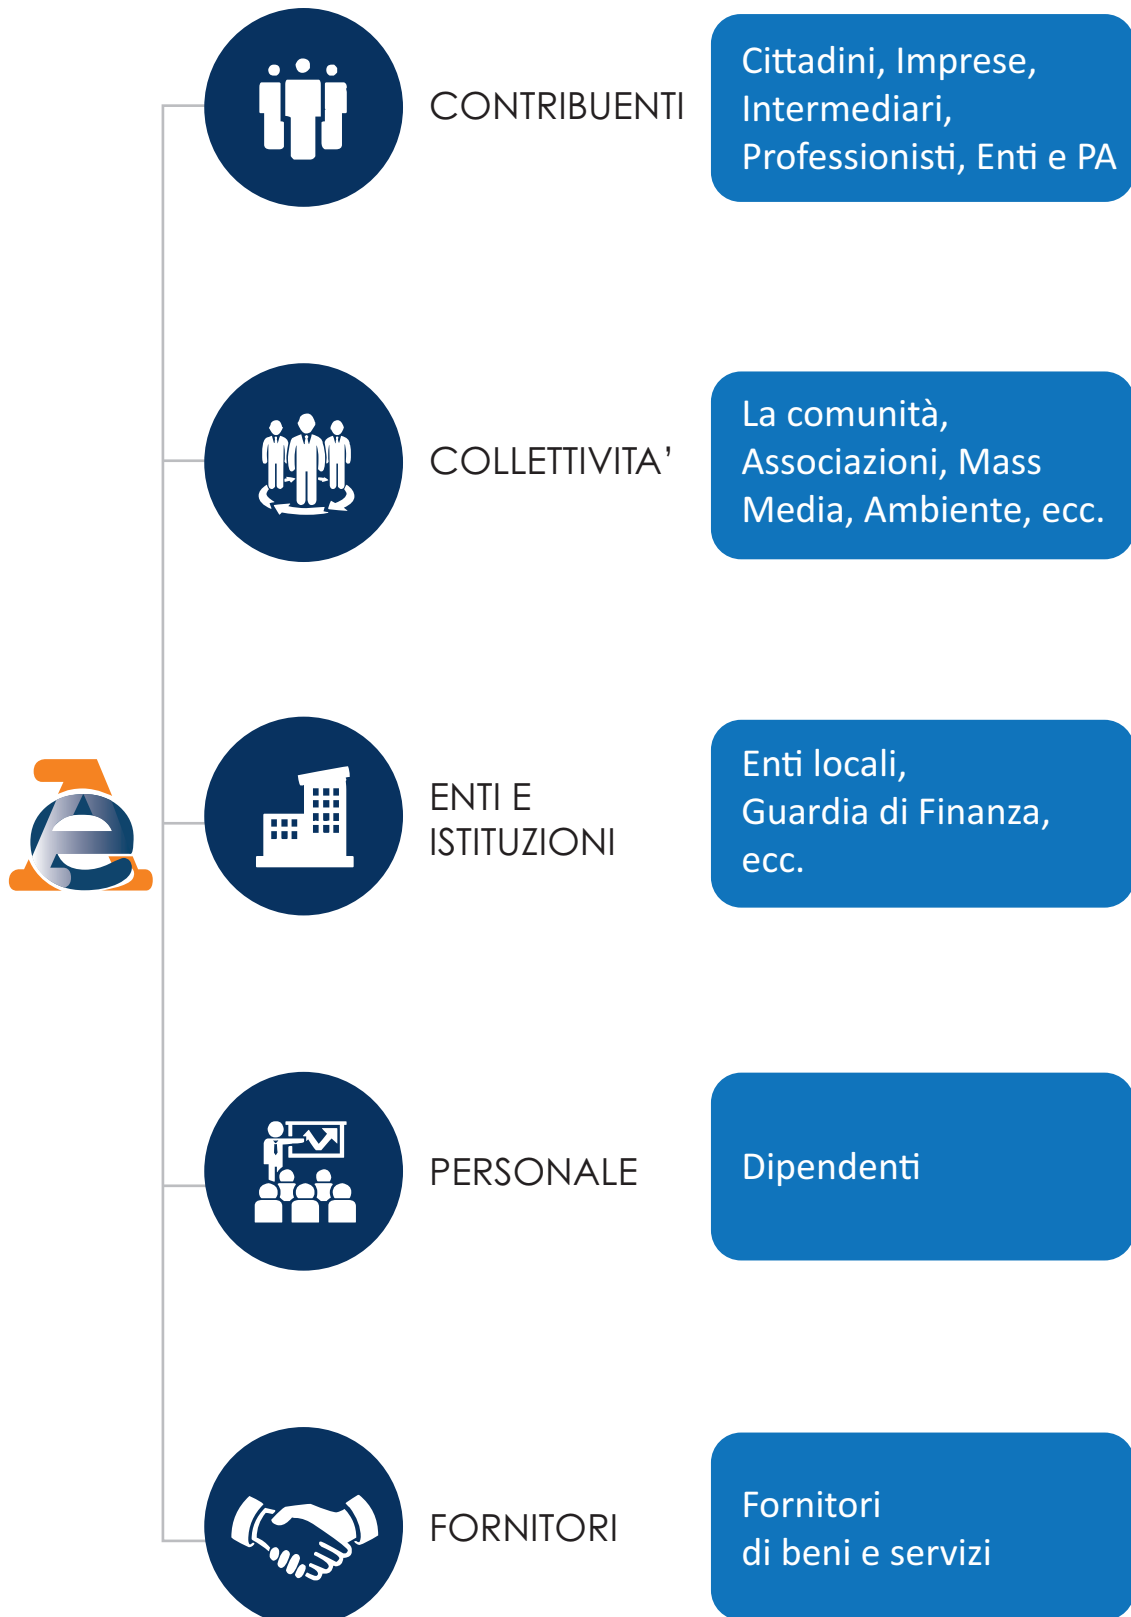 CONTRIBUENTI
Cittadini, Imprese,
Intermediari,
Professionisti, Enti e PA
COLLETTIVITA'
La comunità,
Associazioni, Mass
Media, Ambiente, ecc.
ENTI E
ISTITUZIONI
Enti locali,
Guardia di Finanza,
ecc.
PERSONALE
Dipendenti
FORNITORI
Fornitori
di beni e servizi